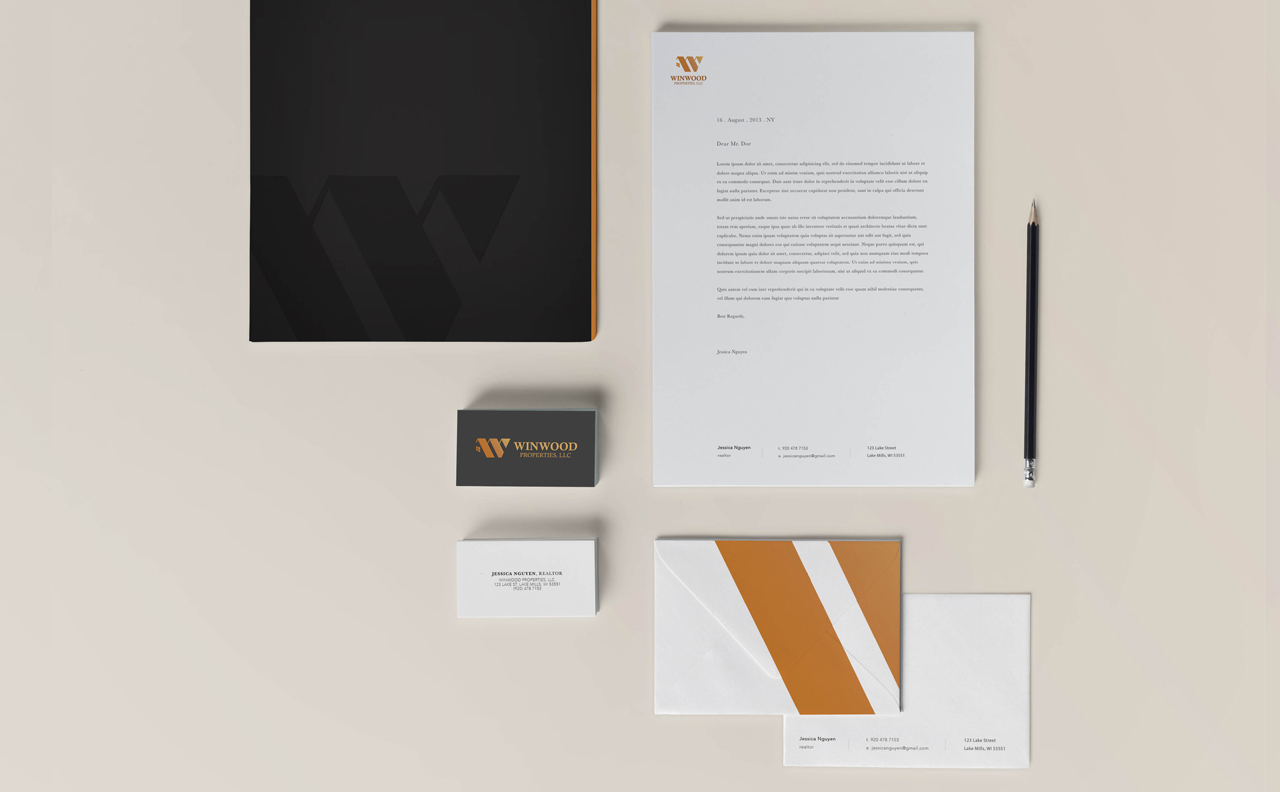 WINWOOD
PROPERTIES, LLC
16 . August . 2013 . NY
Dear Mr. Doe
Lorem ipsum dolor sit amet, consectetur adipiscing elit, sed do eiusmod tempor incididunt ut labore et
dolore magna aliqua. Ut enim ad minim veniam, quis nostrud exercitation ullamco laboris nisi ut aliquip
ex ea commodo consequat. Duis aute irure dolor in reprehenderit in voluptate velit esse cillum dolore eu
fugiat nulla pariatur. Excepteur sint occaecat cupidatat non proident, sunt in culpa qui officia deserunt
mollit anim id est laborum.
Sed ut perspiciatis unde omnis iste natus error sit voluptatem accusantium doloremque laudantium,
totam rem aperiam, eaque ipsa quae ab illo inventore veritatis et quasi architecto beatae vitae dicta sunt
explicabo. Nemo enim ipsam voluptatem quia voluptas sit aspernatur aut odit aut fugit, sed quia
consequuntur magni dolores eos qui ratione voluptatem sequi nesciunt. Neque porro quisquam est, qui
dolorem ipsum quia dolor sit amet, consectetur, adipisci velit, sed quia non numquam eius modi tempora
incidunt ut labore et dolore magnam aliquam quaerat voluptatem. Ut enim ad minima veniam, quis
nostrum exercitationem ullam corporis suscipit laboriosam, nisi ut aliquid ex ea commodi consequatur.
Quis autem vel eum iure reprehenderit qui in ea voluptate velit esse quam nihil molestiae consequatur,
vel illum qui dolorem eum fugiat quo voluptas nulla pariatur
Best Regards,
Jessica Nguyen
Jessica Nguyen
realtor
t. 920 478 7152
e. jessicanguyen@gmail.com
123 Lake Street
Lake Mills, WI 53551
WINWOOD
PROPERTIES, LLC
JESSICA NGUYEN, REALTOR
WINWOOD PROPERTIES, LLC
123 LAKE ST, LAKE MILLS, WI 53551
(920) 478 7152
Jessica Nguyen
realtor
t. 920 478 7152
e. jessicanguyen@gmail.com
123 Lake Street
Lake Mills, WI 53551